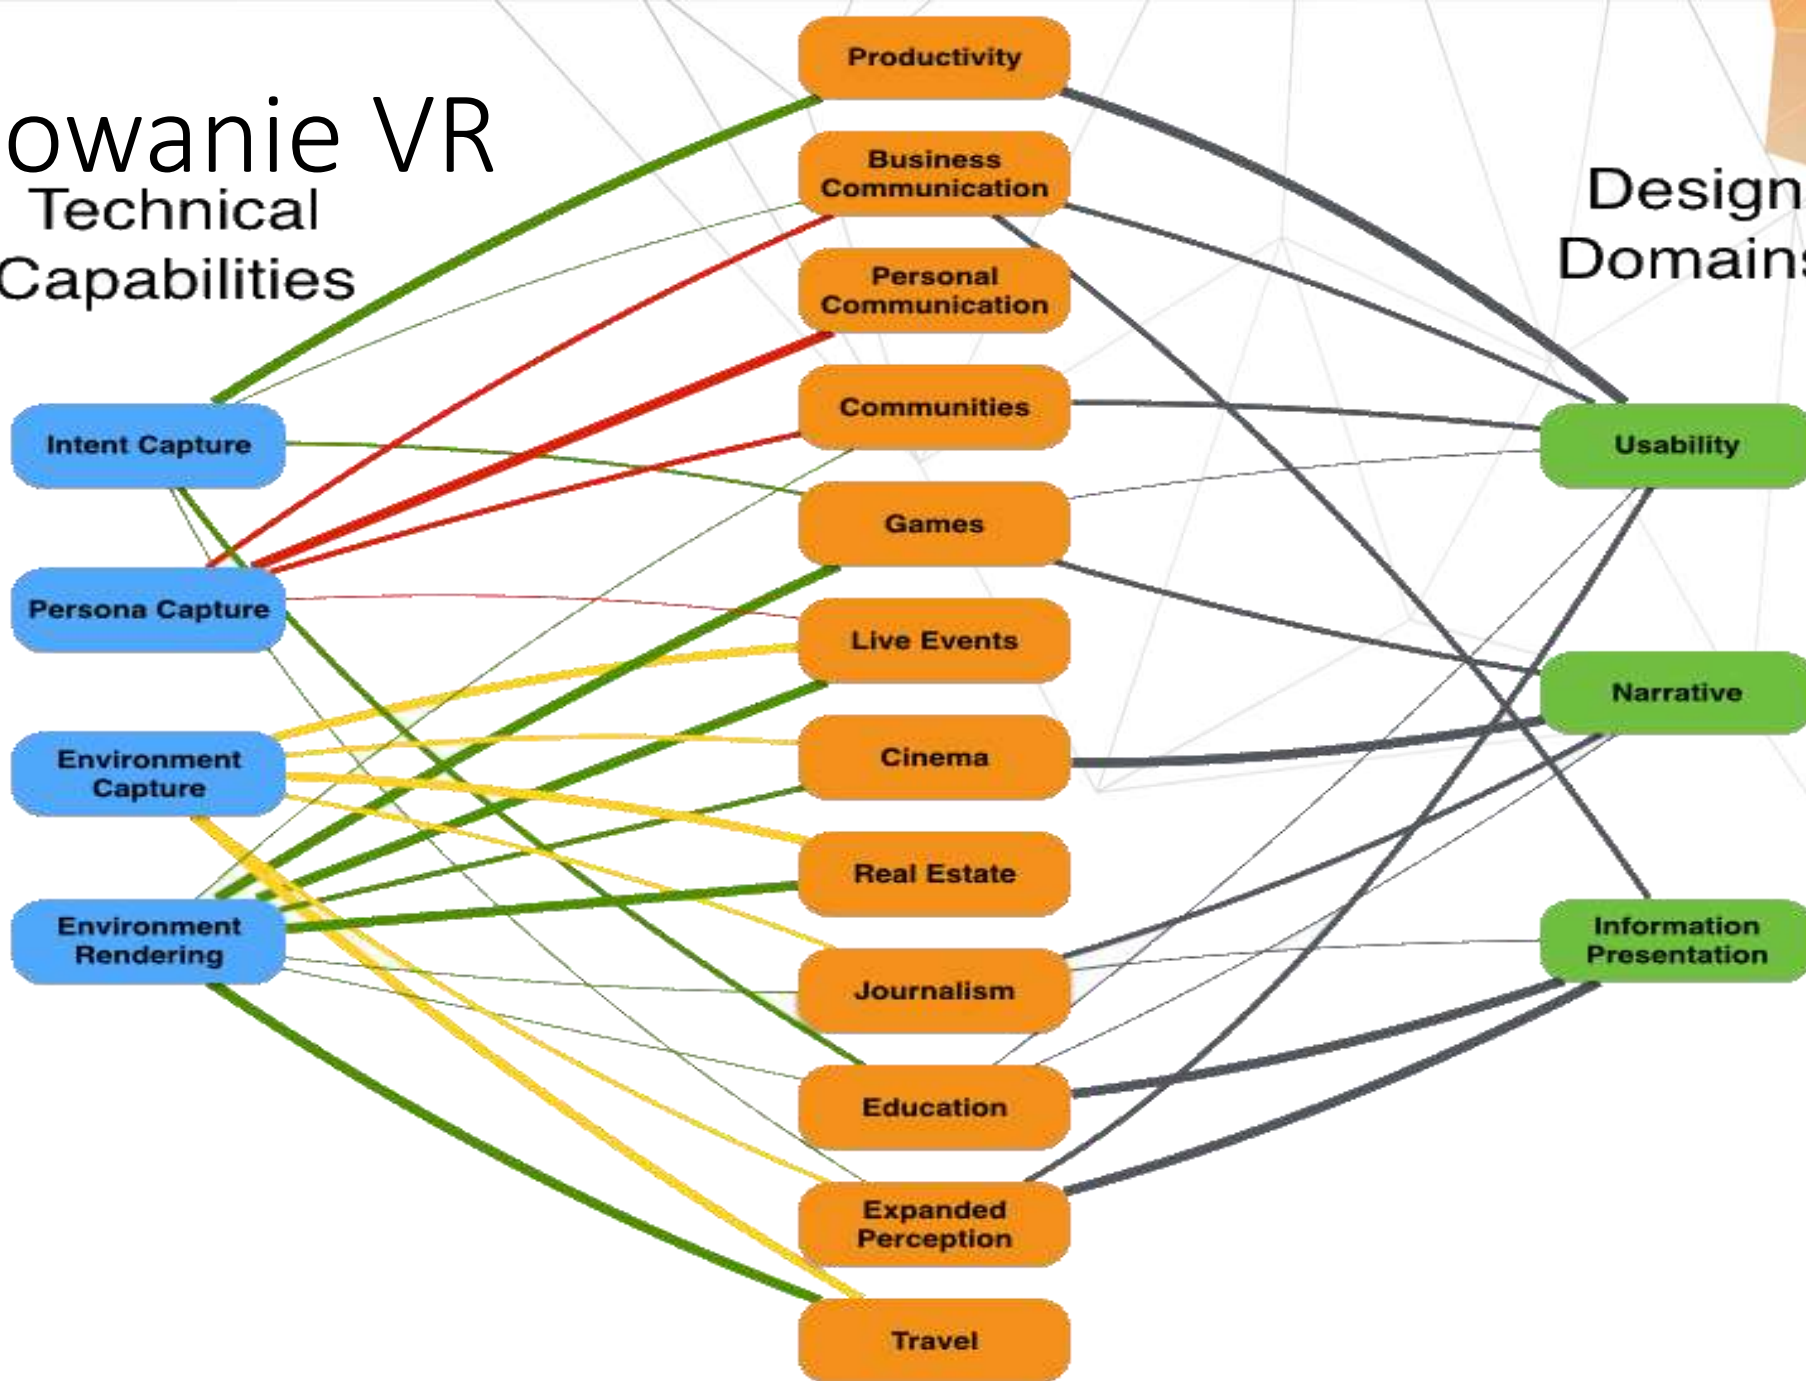 owanie VR
Technical
Capabilities
Design
Domains
Productivity
Business
Communication
Personal
Communication
Communities
Games
Live Events
Cinema
Real Estate
Journalism
Education
Expanded
Perception
Travel
Intent Capture
Persona Capture
Environment
Capture
Environment
Rendering
Usability
Narrative
Information
Presentation